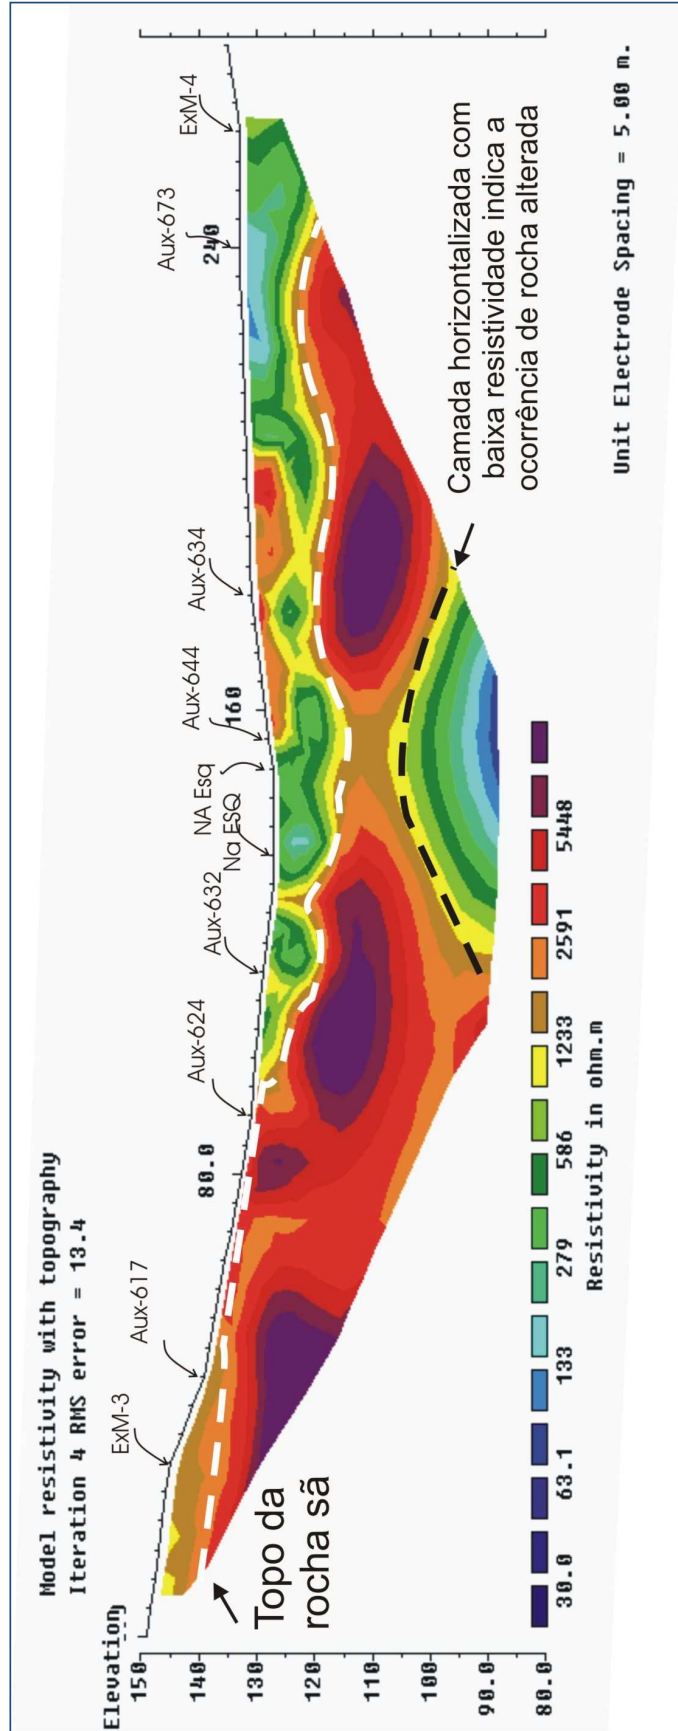 Model resistivity with topography
Iteration 4 RMS error = 13.4
Elevation
150
140
130
120
110
100
90.0
80.0
ExM-3
Aux-617
80.0
Aux-624
Aux-632
Na ESQ
NA Esq
Aux-644
160
Aux-634
Aux-673
240
ExM-4
Topo da
rocha sã
Camada horizontalizada com
baixa resistividade indica a
ocorrência de rocha alterada
30.0 63.1 133 279 586 1233 2591 5448
Resistivity in ohm.m
Unit Electrode Spacing = 5.00 m.